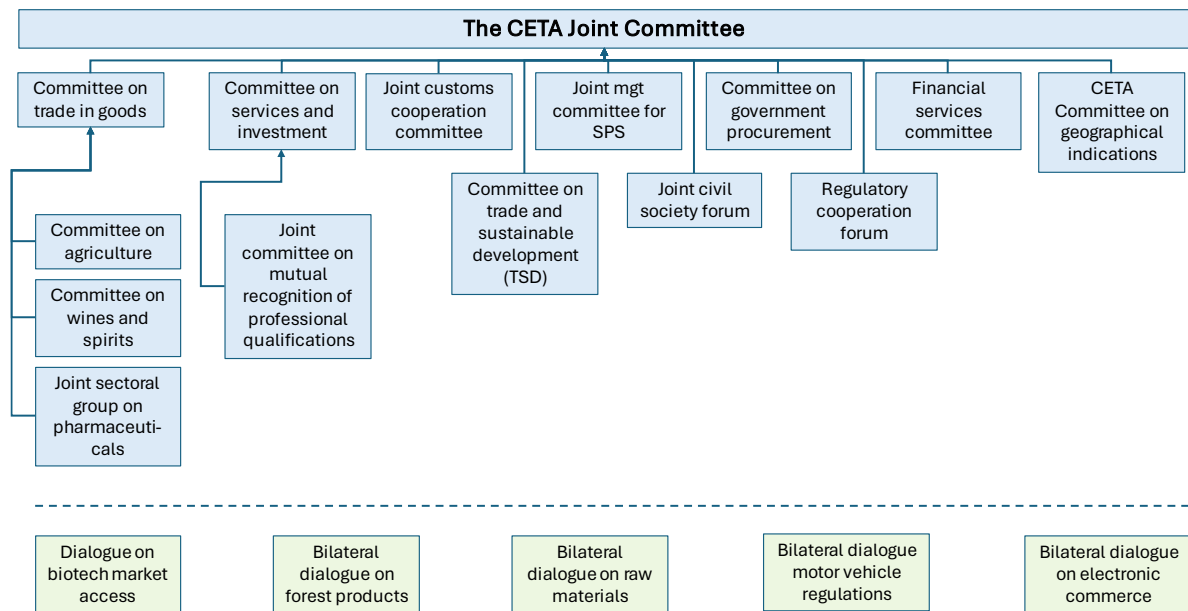 The CETA Joint Committee
Committee on
trade in goods
Committee on
services and
investment
Joint customs
cooperation
committee
Joint mgt
committee for
SPS
Committee on
government
procurement
Financial
services
committee
CETA
Committee on
geographical
indications
Committee on
trade and
sustainable
development
(TSD)
Joint civil
society forum
Regulatory
cooperation
forum
Committee on
agriculture
Committee on
wines and
spirits
Joint sectoral
group on
pharmaceuti-
cals
Joint
committee on
mutual
recognition of
professional
qualifications
Dialogue on
biotech market
access
Bilateral
dialogue on
forest products
Bilateral
dialogue on raw
materials
Bilateral dialogue
motor vehicle
regulations
Bilateral dialogue
on electronic
commerce